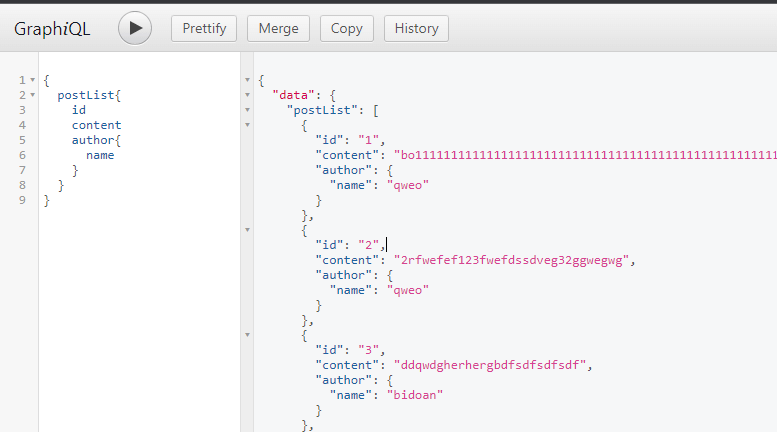 GraphiQL
Prettify
Merge
Copy
History
1 {
2 postList{
3 id
4 content
5 author{
6 name
7 }
8 }
9 }
{
"data": {
"postList": [
{
"id": "1",
"content": "bo11111111111111111111111111111111111111111111111111
"author": {
"name": "qweo"
}
},
{
"id": "2",
"content": "2rfwefef123fwefdssdveg32ggwegwg",
"author": {
"name": "qweo"
}
},
{
"id": "3",
"content": "ddqwdgherhergbdfsdfsdfsdf",
"author": {
"name": "bidoan"
}
},